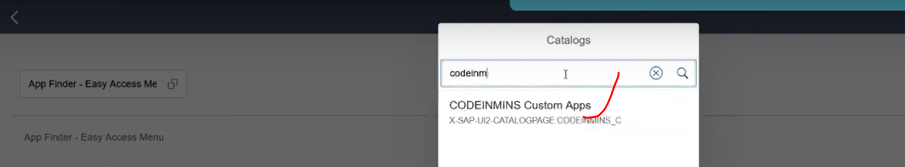 Catalogs
codeinm
App Finder - Easy Access Me
CODEINMINS Custom Apps
X-SAP-UI2-CATALOGPAGE:CODEINMINS_C
App Finder - Easy Access Menu